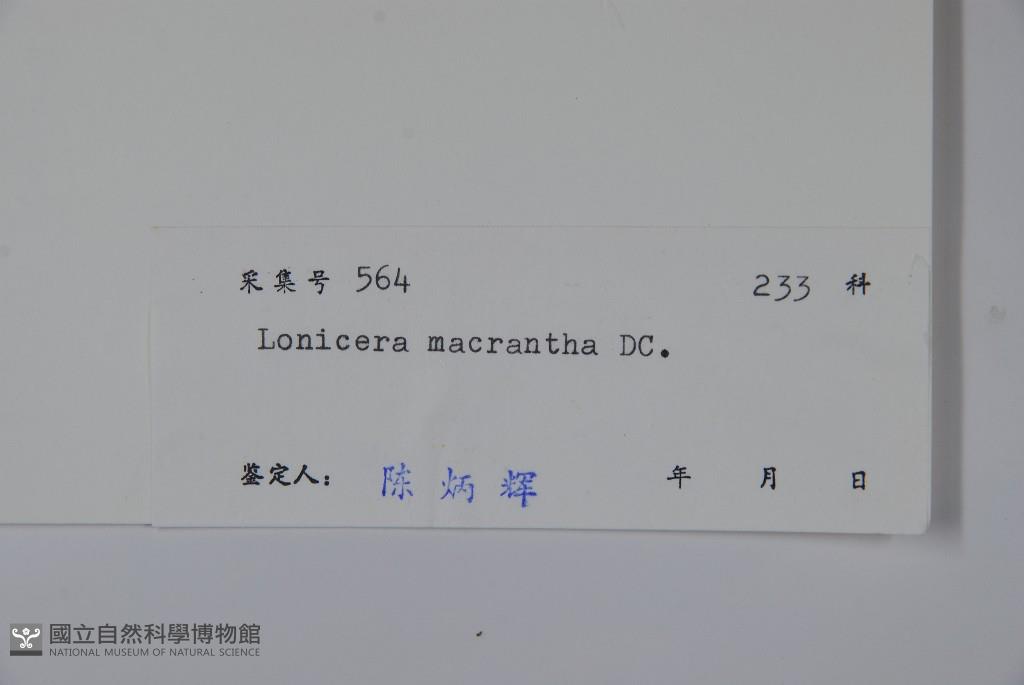 采集号 564 233 科
Lonicera macrantha DC.
鉴定人： 陈炳辉 年 月 日
國立自然科學博物館
NATIONAL MUSEUM OF NATURAL SCIENCE